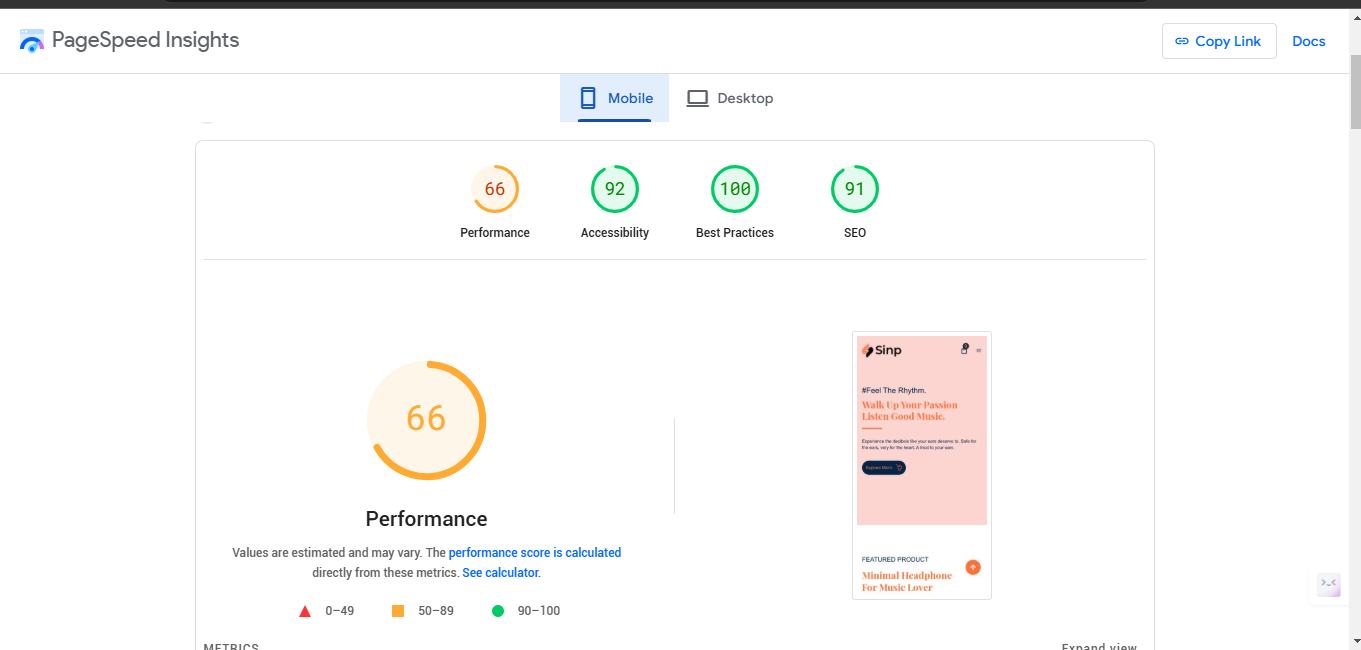 PageSpeed Insights
Copy Link
Docs
Mobile
Desktop
66
92
100
91
Performance
Accessibility
Best Practices
SEO
66
Performance
Values are estimated and may vary. The performance score is calculated
directly from these metrics. See calculator.
0–49
50–89
90–100
Sinp
#Feel The Rhythm.
Walk Up Your Passion
Listen Good Music.
Experience the decibels like your ears deserve to. Safe for
the ears, very for the heart. A treat to your ears.
Explore More
FEATURED PRODUCT
Minimal Headphone
For Music Lover
METRICS
Expand view